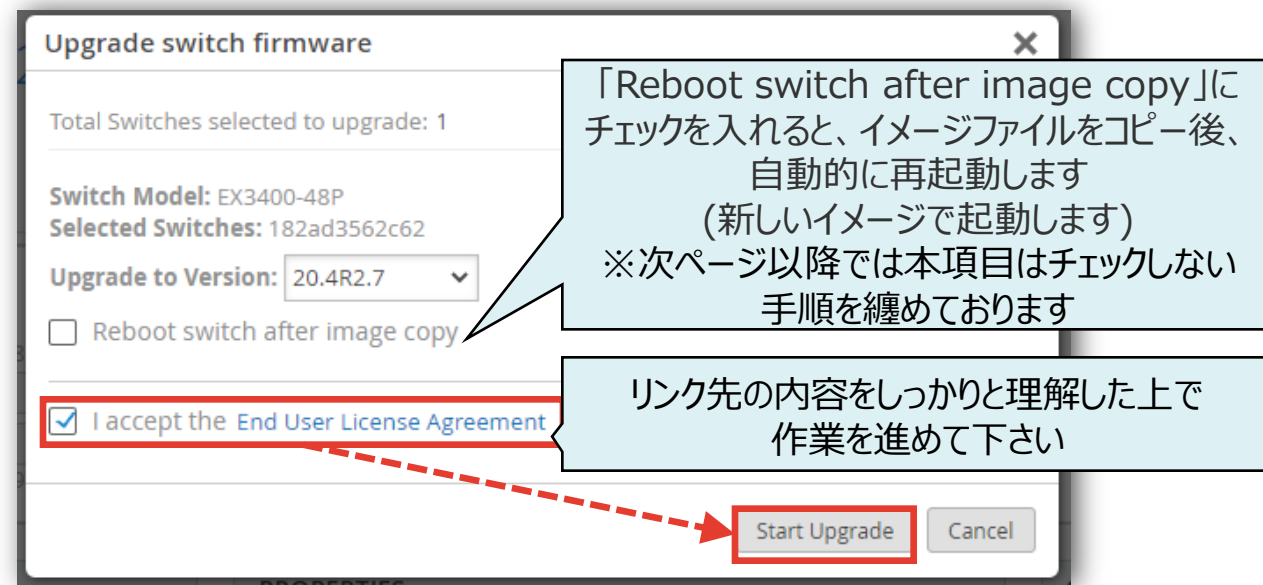 Upgrade switch firmware
Total Switches selected to upgrade: 1
Switch Model: EX3400-48P
Selected Switches: 182ad3562c62
Upgrade to Version: 20.4R2.7
Reboot switch after image copy
「Reboot switch after image copy」に
チェックを入れると、イメージファイルをコピー後、
自動的に再起動します
(新しいイメージで起動します)
※次ページ以降では本項目はチェックしない
手順を纏めております
I accept the End User License Agreement
リンク先の内容をしっかりと理解した上で
作業を進めて下さい
Start Upgrade
Cancel
PROPERTIES